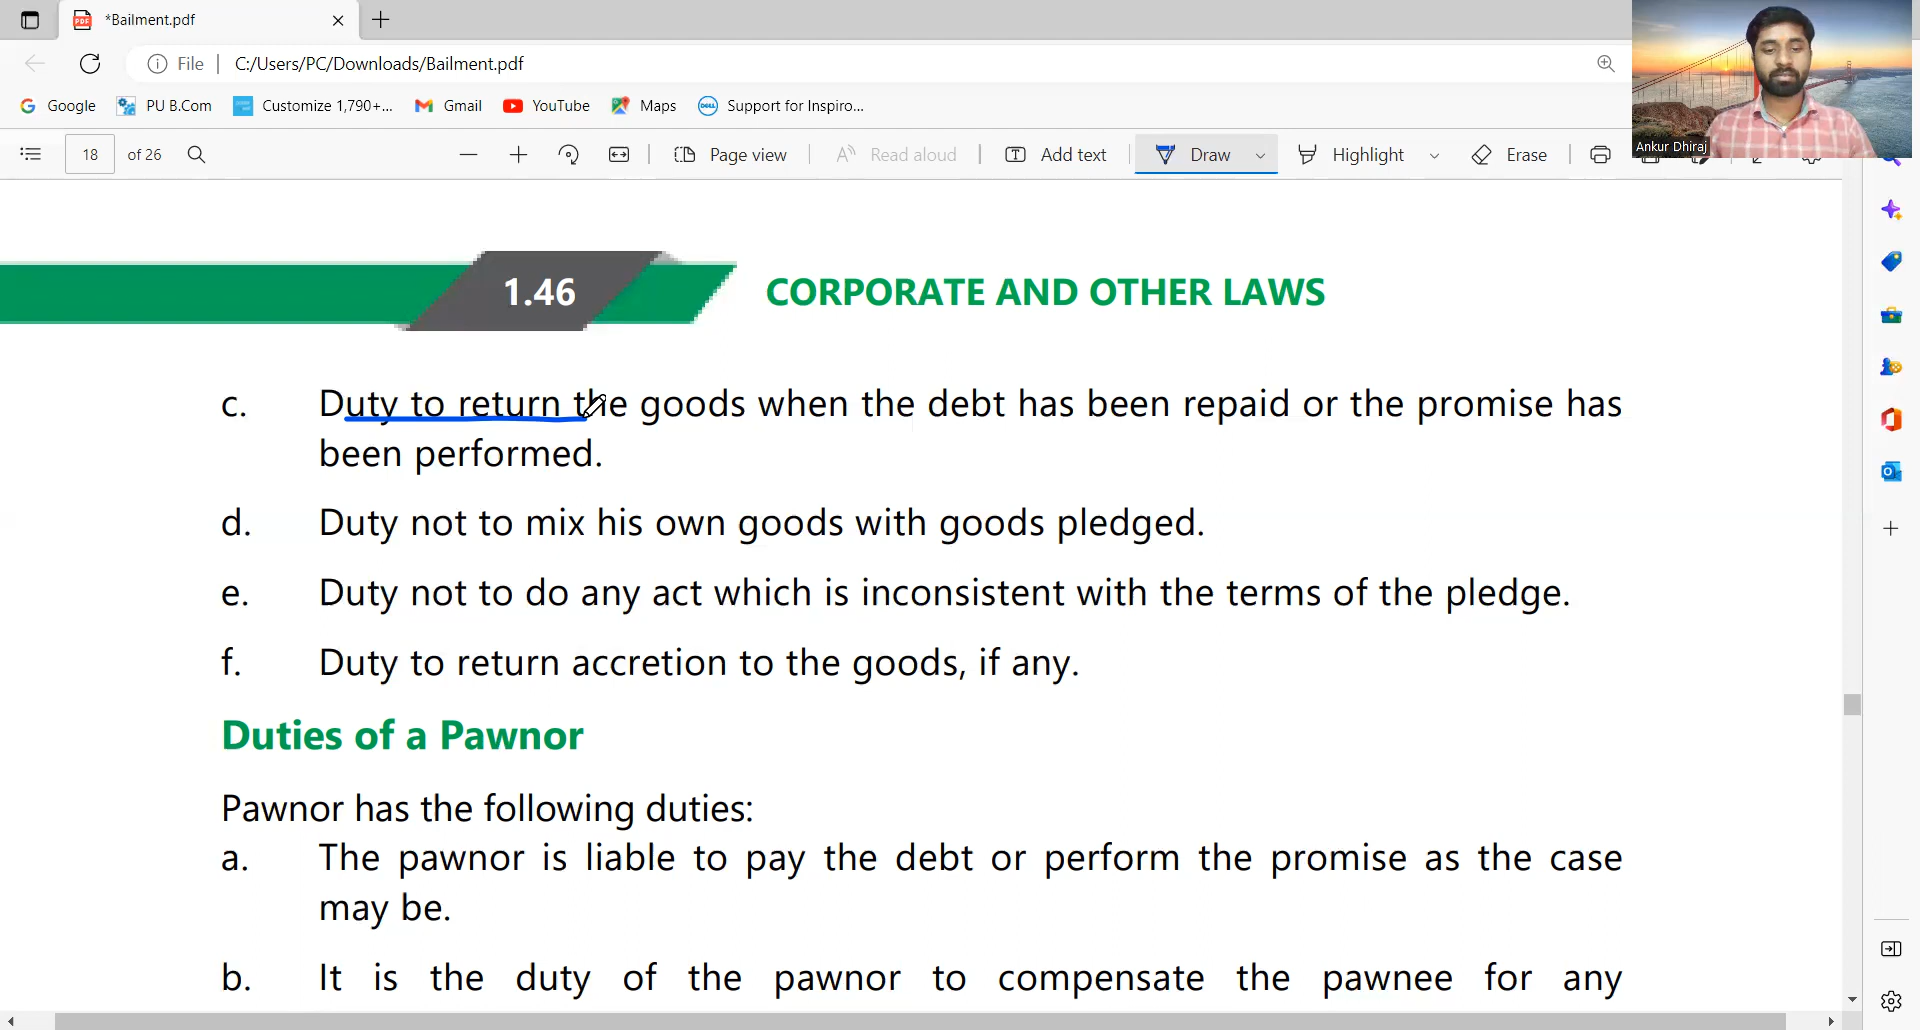 *Bailment.pdf
File
C:/Users/PC/Downloads/Bailment.pdf
Google
PU B.Com
Customize 1,790+...
Gmail
YouTube
Maps
Support for Inspiro...
18 of 26
Page view
Read aloud
Add text
Draw
Highlight
Erase
Ankur Dhiraj
1.46
CORPORATE AND OTHER LAWS
c. Duty to return the goods when the debt has been repaid or the promise has
been performed.
d. Duty not to mix his own goods with goods pledged.
e. Duty not to do any act which is inconsistent with the terms of the pledge.
f. Duty to return accretion to the goods, if any.
Duties of a Pawnor
Pawnor has the following duties:
a. The pawnor is liable to pay the debt or perform the promise as the case
may be.
b. It is the duty of the pawnor to compensate the pawnee for any